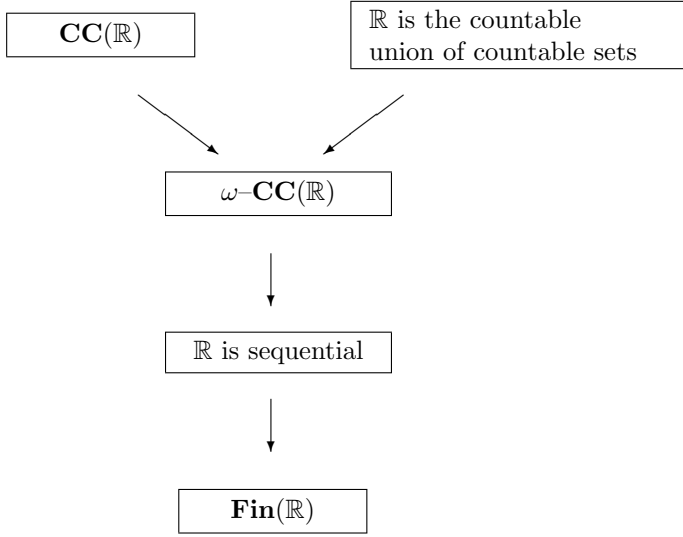 CC(ℝ)
ℝ is the countable
union of countable sets
ω–CC(ℝ)
ℝ is sequential
Fin(ℝ)